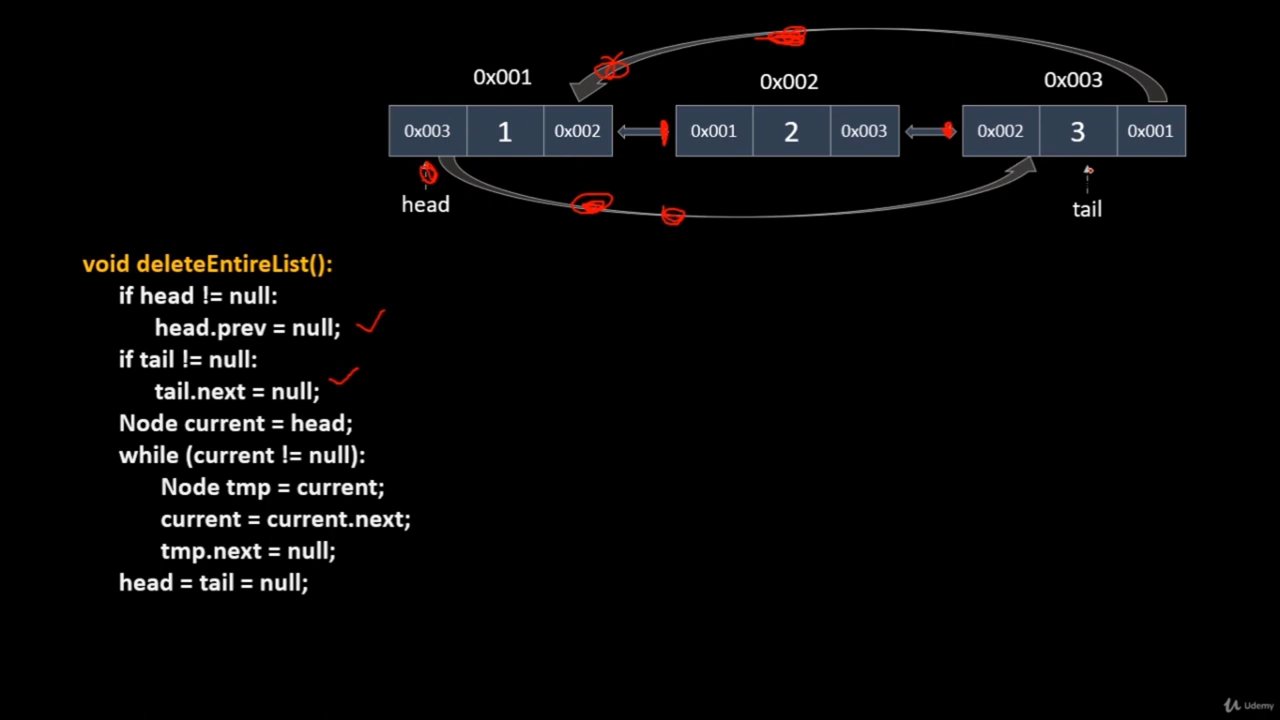 0x001 0x002 0x003
0x003 1 0x002 0x001 2 0x003 0x002 3 0x001
head tail
void deleteEntireList():
if head != null:
head.prev = null;
if tail != null:
tail.next = null;
Node current = head;
while (current != null):
Node tmp = current;
current = current.next;
tmp.next = null;
head = tail = null;
Udemy